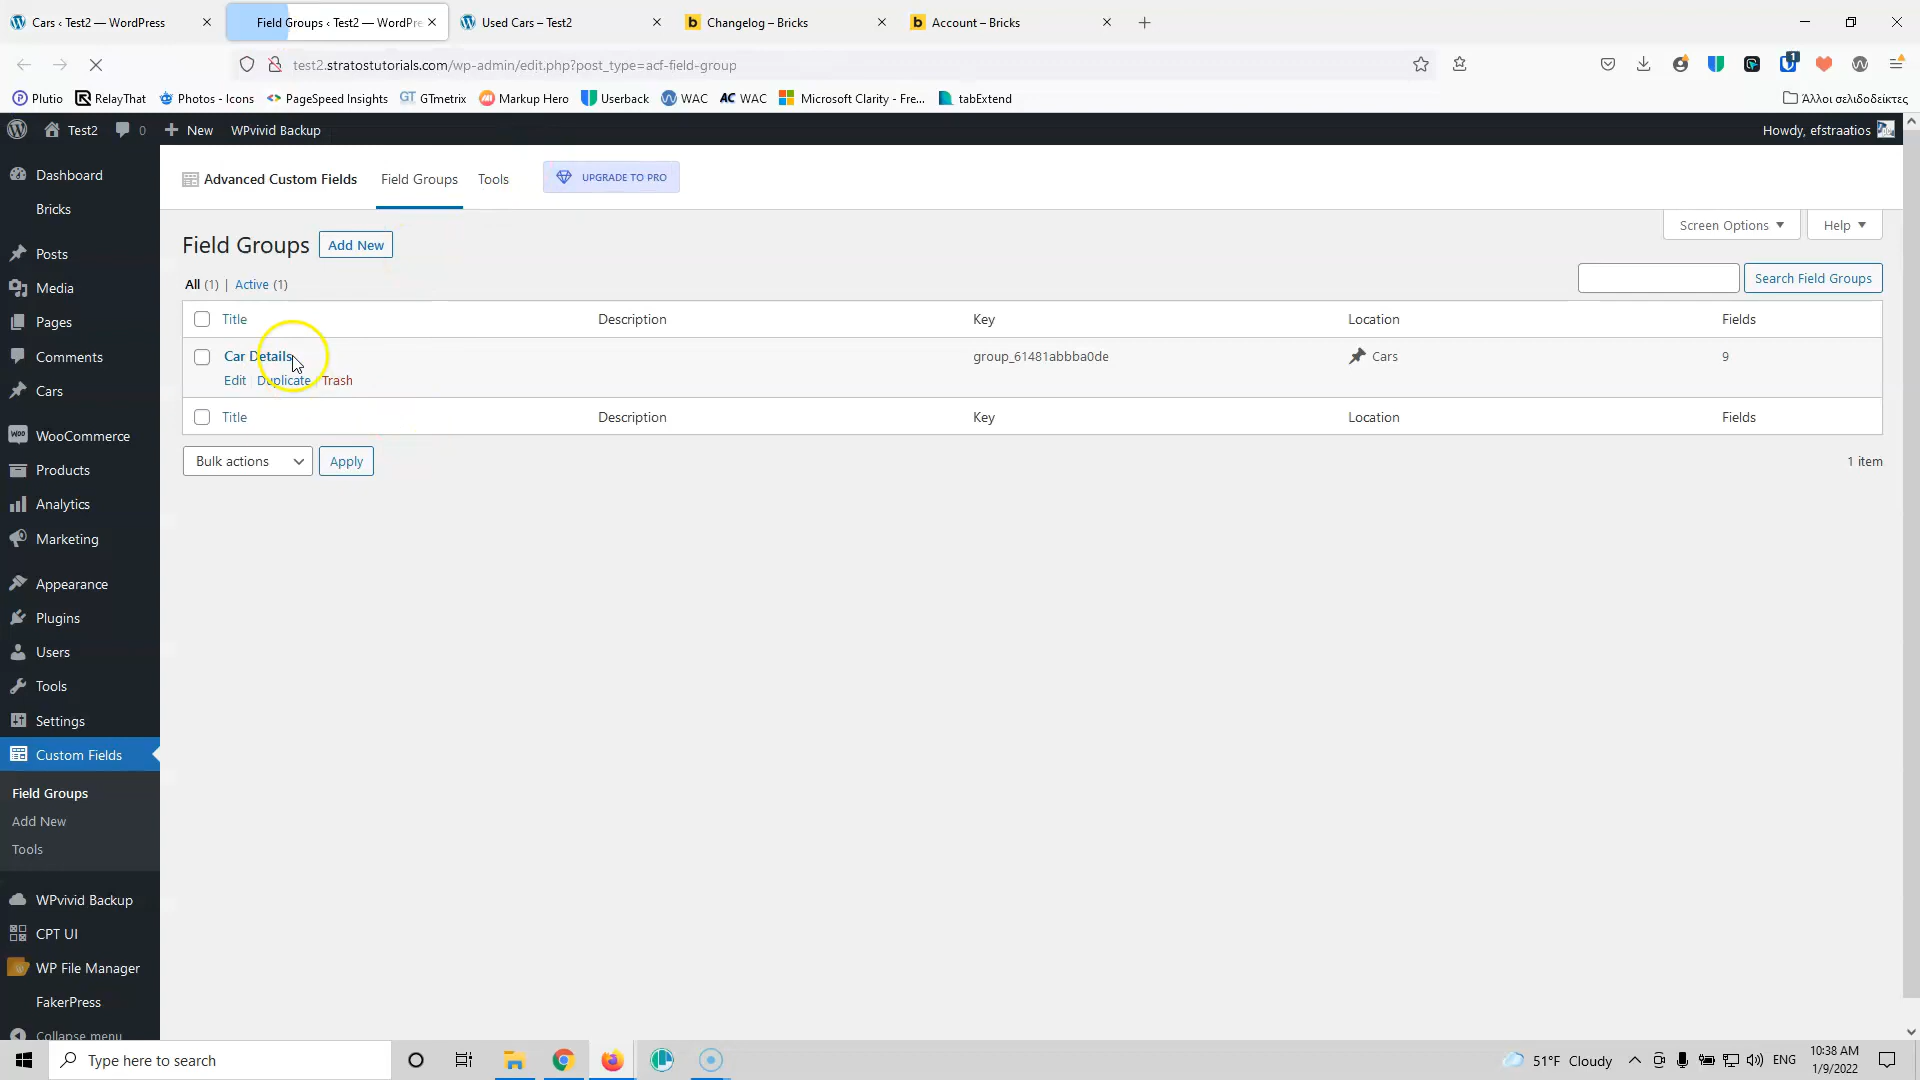 Cars ‹ Test2 — WordPress
Field Groups ‹ Test2 — WordPre
Used Cars – Test2
Changelog – Bricks
Account – Bricks
test2.stratostutorials.com/wp-admin/edit.php?post_type=acf-field-group
Plutio
RelayThat
Photos - Icons
PageSpeed Insights
GTmetrix
Markup Hero
Userback
WAC
WAC
Microsoft Clarity - Fre...
tabExtend
Άλλοι σελιδοδείκτες
Test2
0
New
WPvivid Backup
Howdy, efstraatios
Dashboard
Bricks
Posts
Media
Pages
Comments
Cars
WooCommerce
Products
Analytics
Marketing
Appearance
Plugins
Users
Tools
Settings
Custom Fields
Field Groups
Add New
Tools
WPvivid Backup
CPT UI
WP File Manager
FakerPress
Collapse menu
Advanced Custom Fields
Field Groups
Tools
UPGRADE TO PRO
Screen Options
Help
Field Groups
Add New
All (1) | Active (1)
Search Field Groups
Title Description Key Location Fields
Car Details group_61481abbba0de Cars 9
Edit Duplicate | Trash
Title Description Key Location Fields
Bulk actions
Apply
1 item
Type here to search
51°F Cloudy
ENG
10:38 AM
1/9/2022